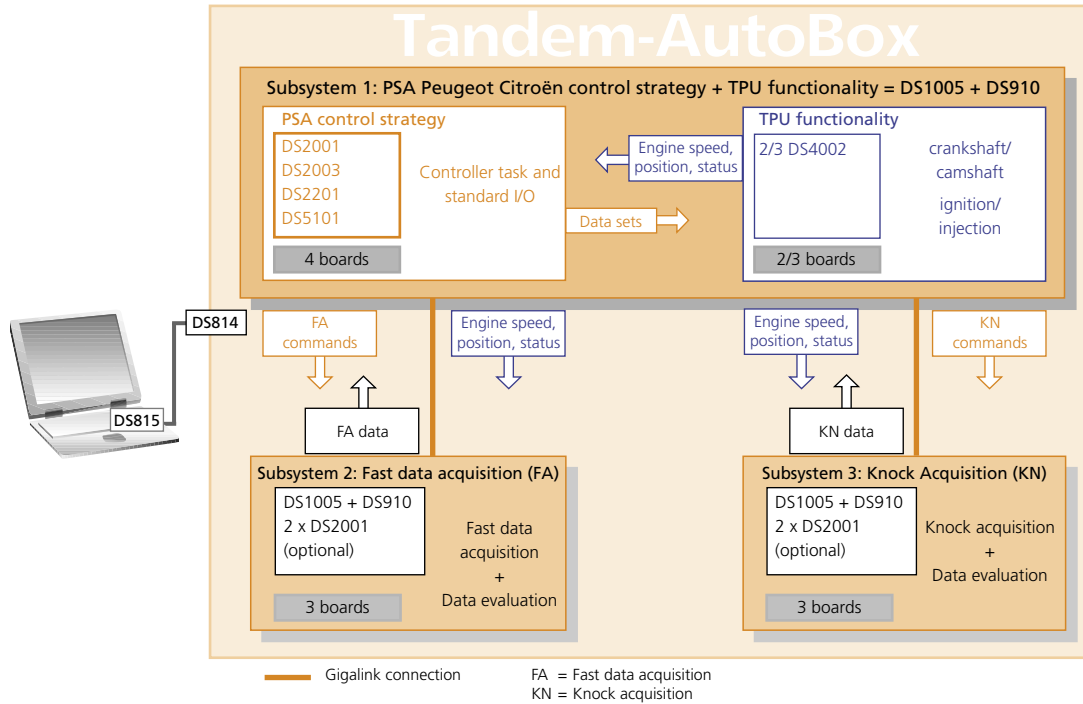 Tandem-AutoBox
Subsystem 1: PSA Peugeot Citroën control strategy + TPU functionality = DS1005 + DS910
PSA control strategy
DS2001
DS2003
DS2201
DS5101
4 boards
Controller task and
standard I/O
Engine speed,
position, status
Data sets
TPU functionality
2/3 DS4002
2/3 boards
crankshaft/
camshaft
ignition/
injection
DS814
DS815
FA
commands
Engine speed,
position, status
Engine speed,
position, status
KN
commands
FA data
KN data
Subsystem 2: Fast data acquisition (FA)
DS1005 + DS910
2 x DS2001
(optional)
3 boards
Fast data
acquisition
+
Data evaluation
Subsystem 3: Knock Acquisition (KN)
DS1005 + DS910
2 x DS2001
(optional)
3 boards
Knock acquisition
+
Data evaluation
Gigalink connection
FA = Fast data acquisition
KN = Knock acquisition